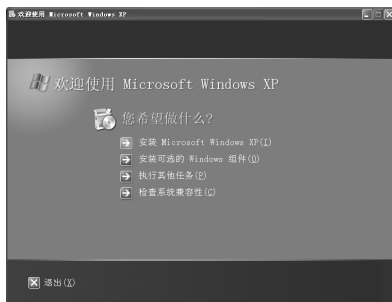 欢迎使用 Microsoft Windows XP
欢迎使用 Microsoft Windows XP
您希望做什么?
安装 Microsoft Windows XP(I)
安装可选的 Windows 组件(O)
执行其他任务(P)
检查系统兼容性(C)
退出(X)